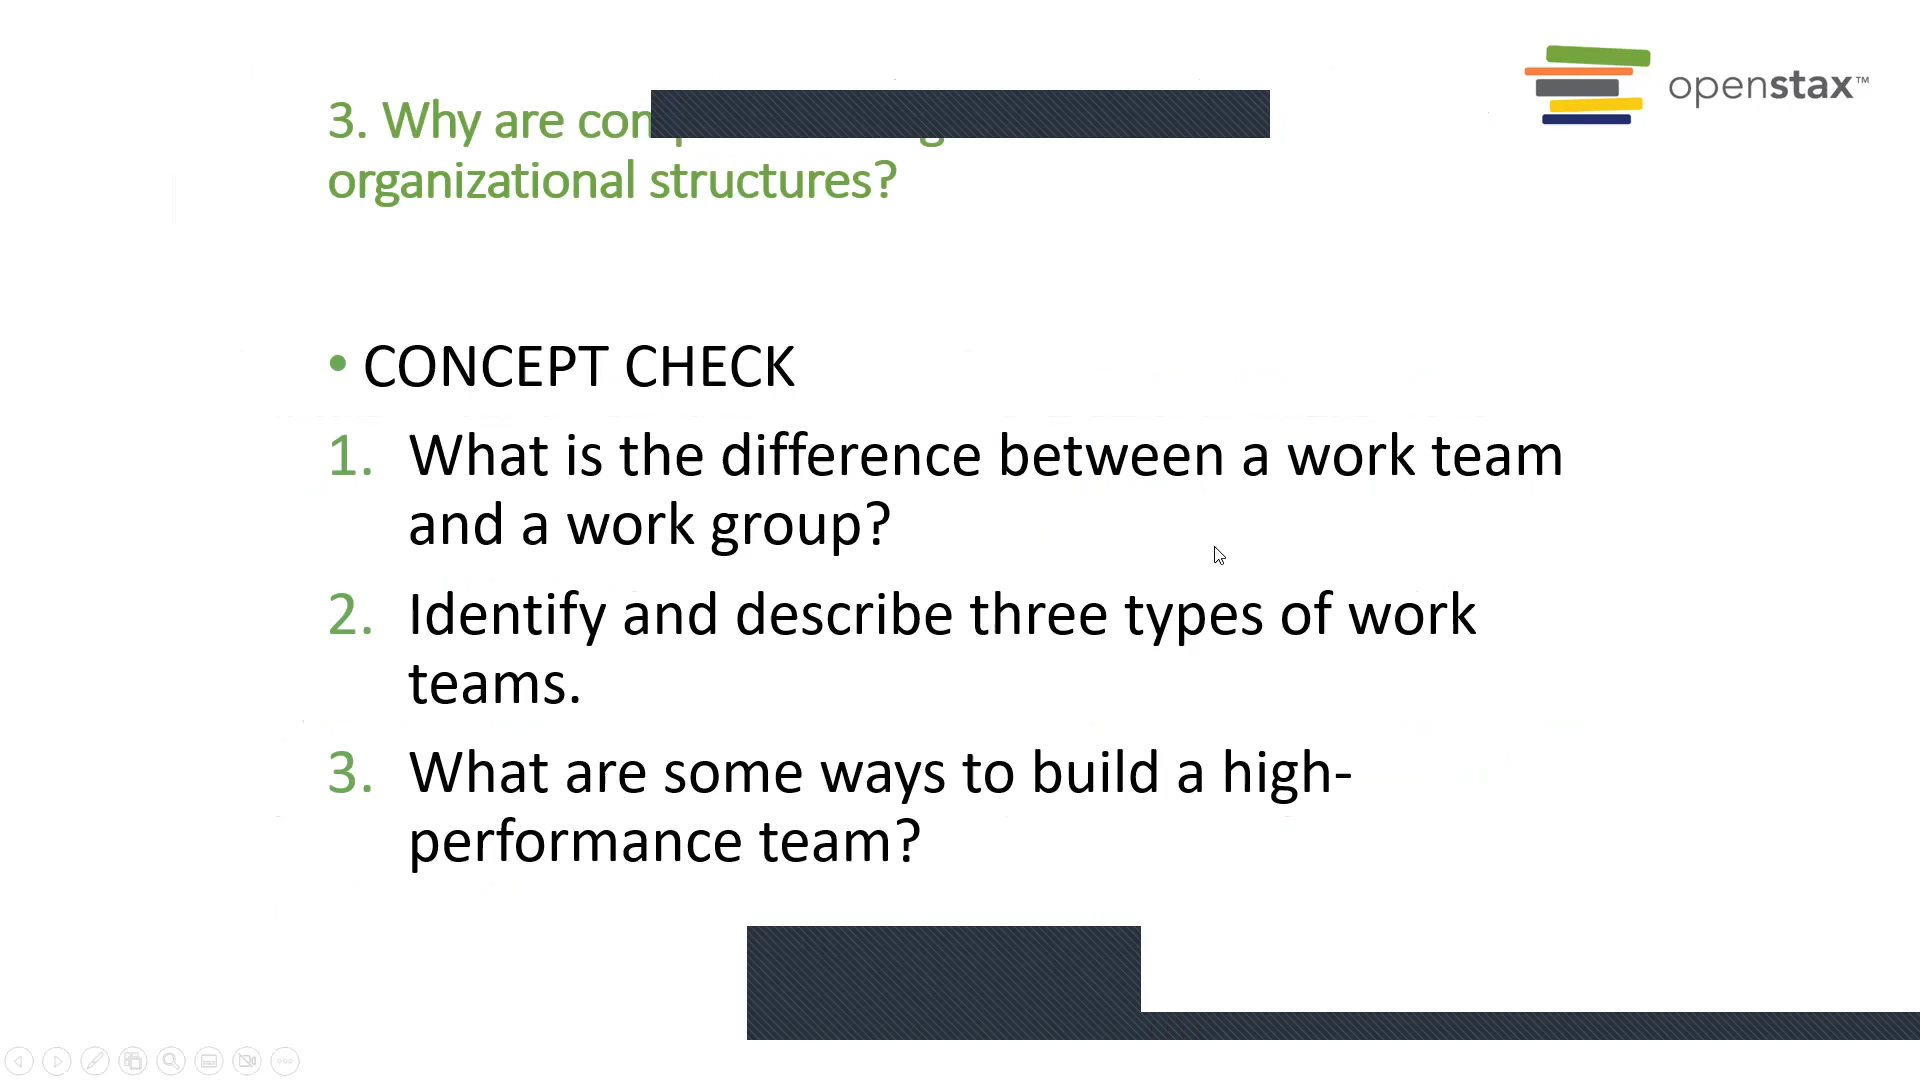 openstax™
3. Why are
organizational structures?
• CONCEPT CHECK
1. What is the difference between a work team
and a work group?
2. Identify and describe three types of work
teams.
3. What are some ways to build a high-
performance team?